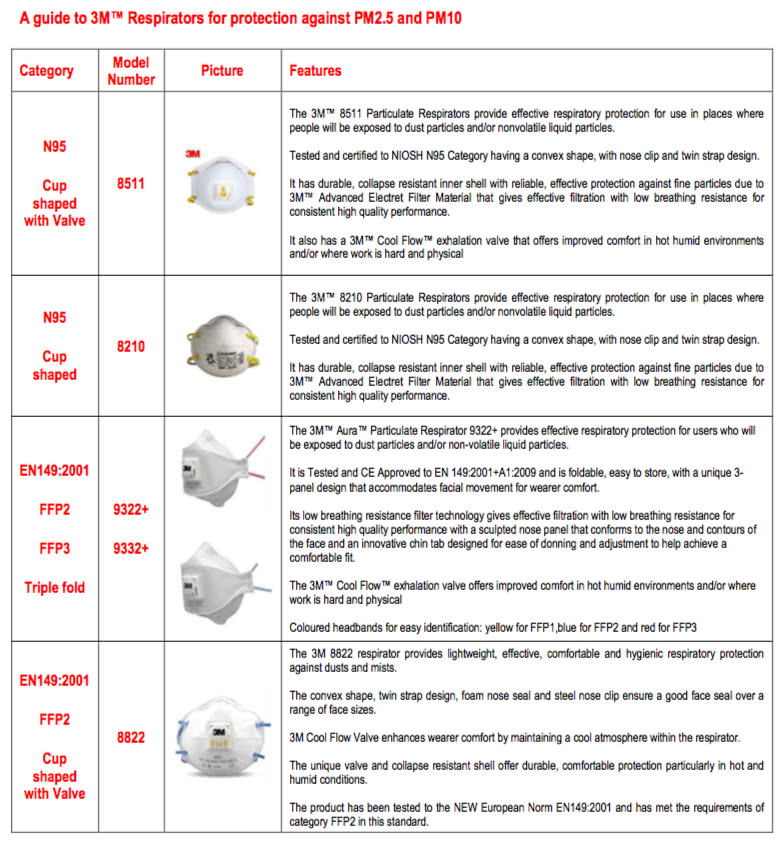 A guide to 3M™ Respirators for protection against PM2.5 and PM10
Category
Model
Number
Picture
Features
N95
Cup
shaped
with Valve
8511
3M
The 3M™ 8511 Particulate Respirators provide effective respiratory protection for use in places where
people will be exposed to dust particles and/or nonvolatile liquid particles.
Tested and certified to NIOSH N95 Category having a convex shape, with nose clip and twin strap design.
It has durable, collapse resistant inner shell with reliable, effective protection against fine particles due to
3M™ Advanced Electret Filter Material that gives effective filtration with low breathing resistance for
consistent high quality performance.
It also has a 3M™ Cool Flow™ exhalation valve that offers improved comfort in hot humid environments
and/or where work is hard and physical
N95
Cup
shaped
8210
The 3M™ 8210 Particulate Respirators provide effective respiratory protection for use in places where
people will be exposed to dust particles and/or nonvolatile liquid particles.
Tested and certified to NIOSH N95 Category having a convex shape, with nose clip and twin strap design.
It has durable, collapse resistant inner shell with reliable, effective protection against fine particles due to
3M™ Advanced Electret Filter Material that gives effective filtration with low breathing resistance for
consistent high quality performance.
EN149:2001
FFP2
FFP3
Triple fold
9322+
9332+
3M
3M
The 3M™ Aura™ Particulate Respirator 9322+ provides effective respiratory protection for users who will
be exposed to dust particles and/or non-volatile liquid particles.
It is Tested and CE Approved to EN 149:2001+A1:2009 and is foldable, easy to store, with a unique 3-
panel design that accommodates facial movement for wearer comfort.
Its low breathing resistance filter technology gives effective filtration with low breathing resistance for
consistent high quality performance with a sculpted nose panel that conforms to the nose and contours of
the face and an innovative chin tab designed for ease of donning and adjustment to help achieve a
comfortable fit.
The 3M™ Cool Flow™ exhalation valve offers improved comfort in hot humid environments and/or where
work is hard and physical
Coloured headbands for easy identification: yellow for FFP1,blue for FFP2 and red for FFP3
EN149:2001
FFP2
Cup
shaped
with Valve
8822
3M
The 3M 8822 respirator provides lightweight, effective, comfortable and hygienic respiratory protection
against dusts and mists.
The convex shape, twin strap design, foam nose seal and steel nose clip ensure a good face seal over a
range of face sizes.
3M Cool Flow Valve enhances wearer comfort by maintaining a cool atmosphere within the respirator.
The unique valve and collapse resistant shell offer durable, comfortable protection particularly in hot and
humid conditions.
The product has been tested to the NEW European Norm EN149:2001 and has met the requirements of
category FFP2 in this standard.